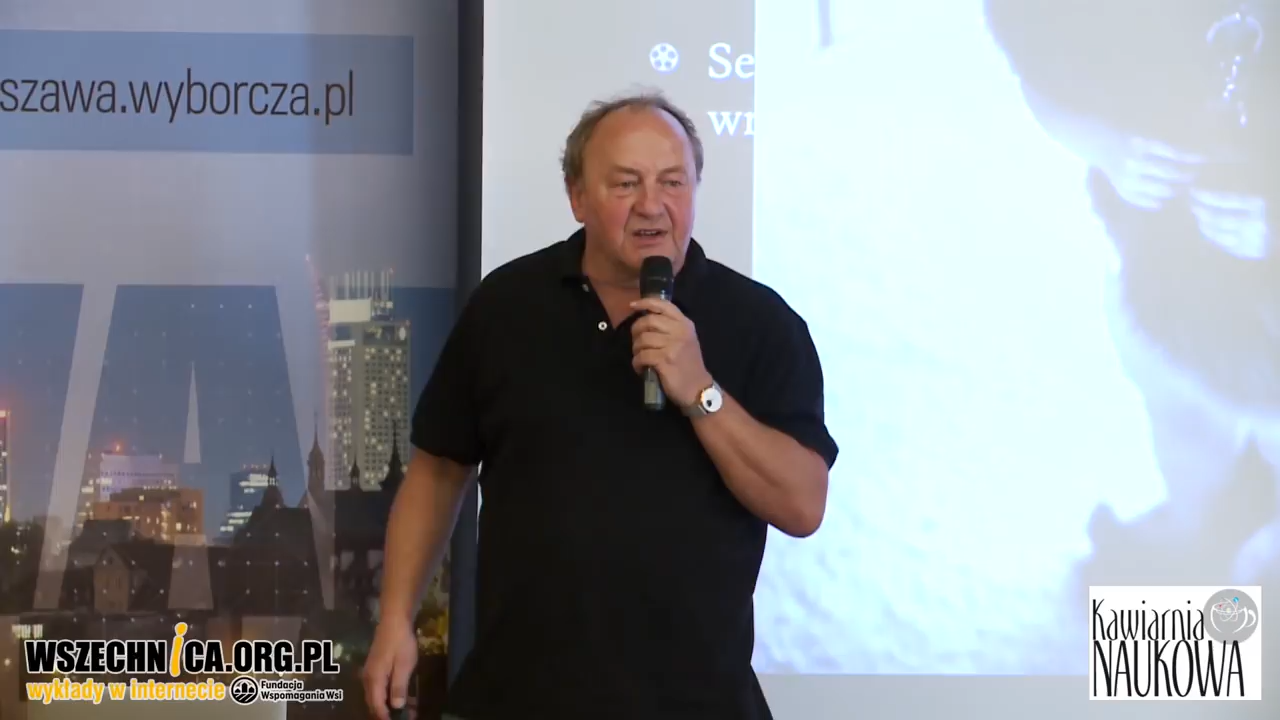 szawa.wyborcza.pl
Se
wr
WSZECHNICA.ORG.PL
wykłady w internecie
Fundacja
Wspomagania Wsi
Kawiarnia
NAUKOWA